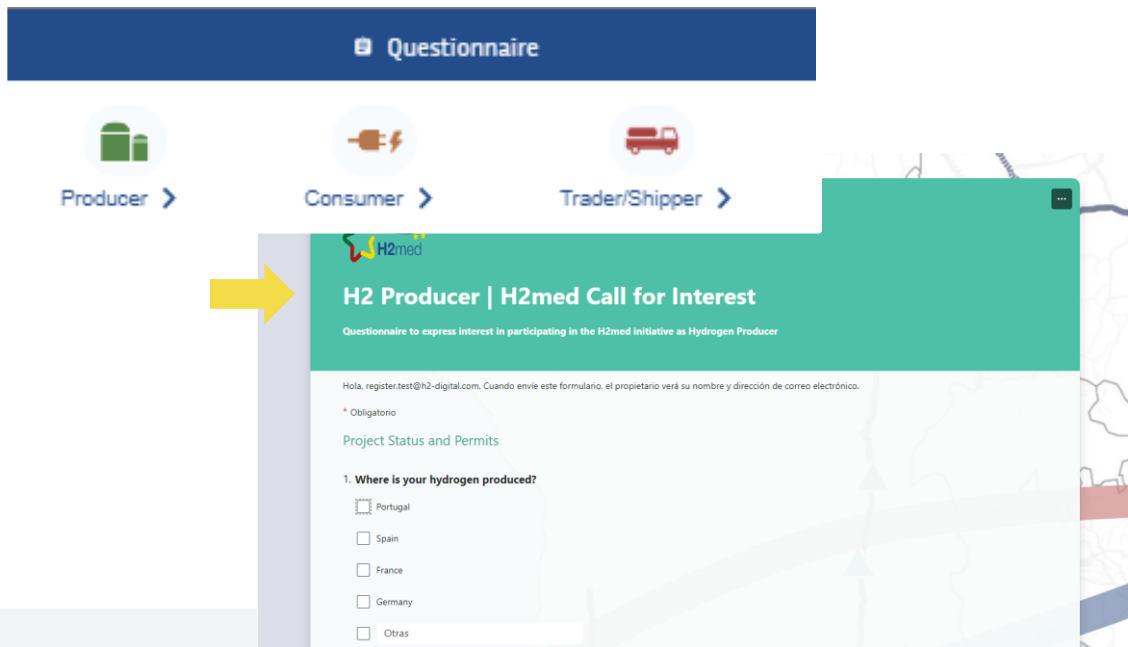 Questionnaire
Producer
Consumer
Trader/Shipper
H2med
H2 Producer | H2med Call for Interest
Questionnaire to express interest in participating in the H2med initiative as Hydrogen Producer
Hola, register.test@h2-digital.com. Cuando envíe este formulario, el propietario verá su nombre y dirección de correo electrónico.
* Obligatorio
Project Status and Permits
1. Where is your hydrogen produced?
Portugal
Spain
France
Germany
Otras